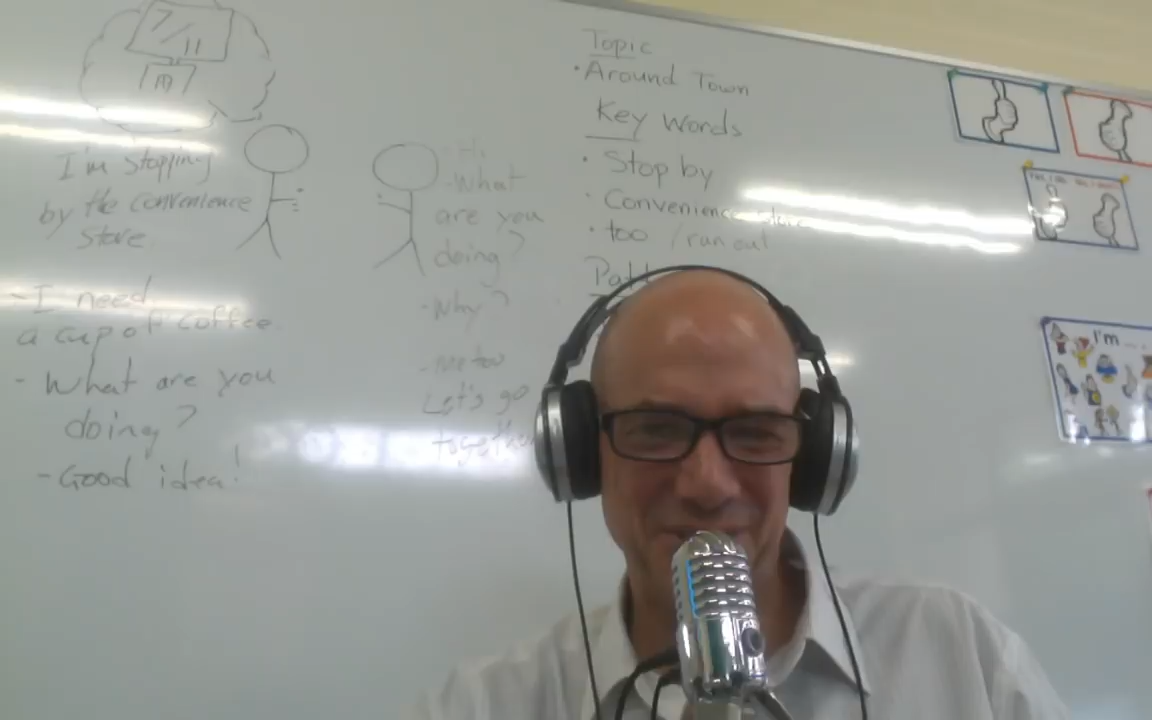 7/11
I'm stopping
by the convenience
store.
- I need
a cup of coffee.
- What are you
doing?
- Good idea!
- Hi
- What
are you
doing?
- Why?
- me too
Let's go
together
Topic
• Around Town
Key Words
• Stop by
• Convenience store
• too / run out
Patt
I'm